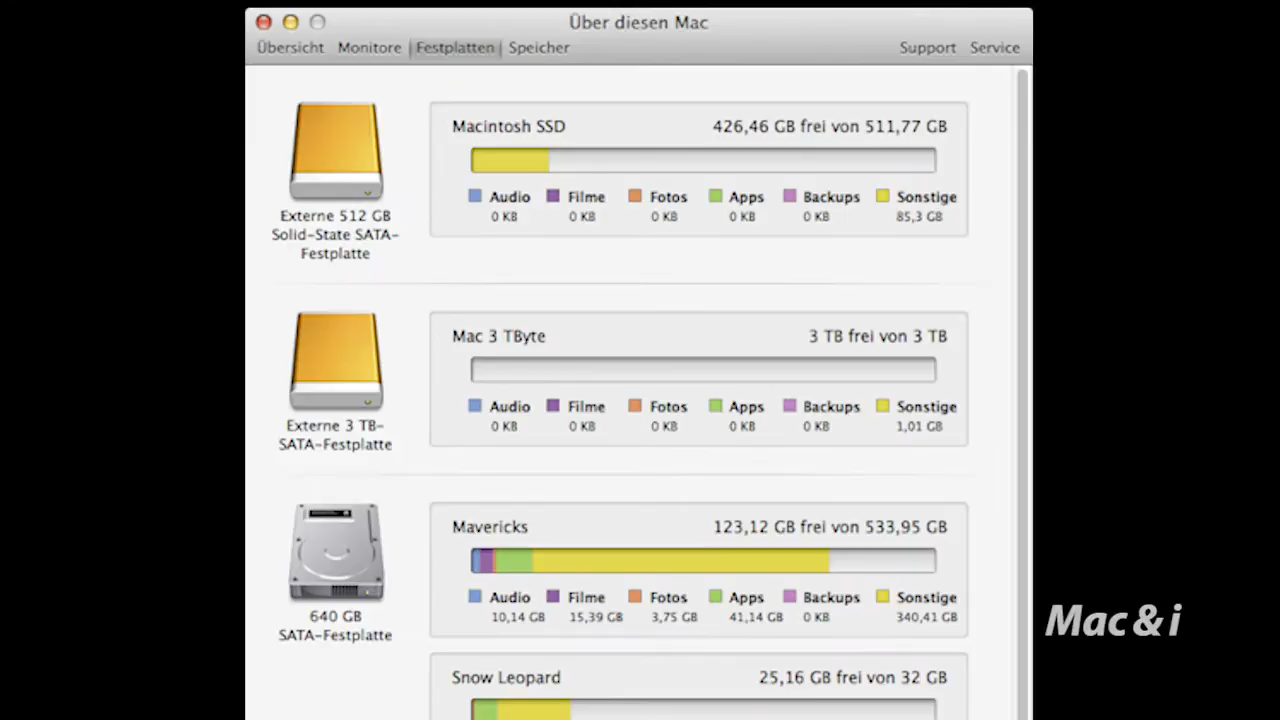 Über diesen Mac
Übersicht Monitore Festplatten Speicher Support Service
Externe 512 GB
Solid-State SATA-
Festplatte
Macintosh SSD 426,46 GB frei von 511,77 GB
Audio Filme Fotos Apps Backups Sonstige
0 KB 0 KB 0 KB 0 KB 0 KB 85,3 GB
Externe 3 TB-
SATA-Festplatte
Mac 3 TByte 3 TB frei von 3 TB
Audio Filme Fotos Apps Backups Sonstige
0 KB 0 KB 0 KB 0 KB 0 KB 1,01 GB
640 GB
SATA-Festplatte
Mavericks 123,12 GB frei von 533,95 GB
Audio Filme Fotos Apps Backups Sonstige
10,14 GB 15,39 GB 3,75 GB 41,14 GB 0 KB 340,41 GB
Snow Leopard 25,16 GB frei von 32 GB
Mac & i